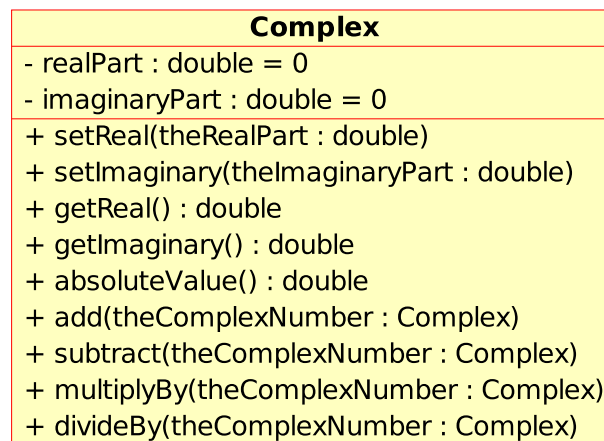 Complex
- realPart : double = 0
- imaginaryPart : double = 0
+ setReal(theRealPart : double)
+ setImaginary(theImaginaryPart : double)
+ getReal() : double
+ getImaginary() : double
+ absoluteValue() : double
+ add(theComplexNumber : Complex)
+ subtract(theComplexNumber : Complex)
+ multiplyBy(theComplexNumber : Complex)
+ divideBy(theComplexNumber : Complex)